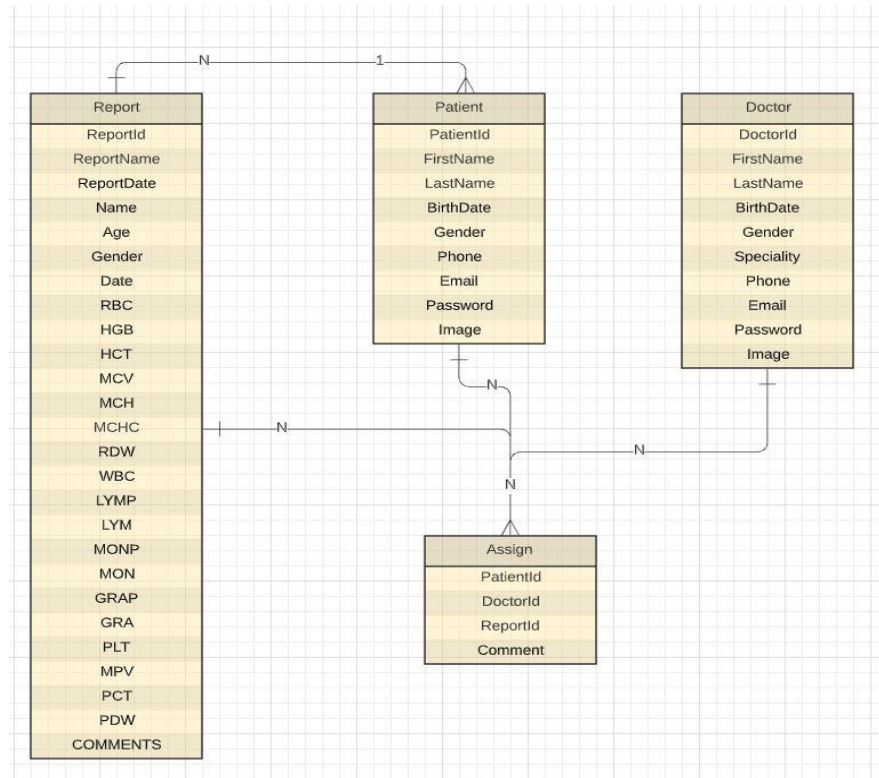 N
1
Report
ReportId
ReportName
ReportDate
Name
Age
Gender
Date
RBC
HGB
HCT
MCV
MCH
MCHC
RDW
WBC
LYMP
LYM
MONP
MON
GRAP
GRA
PLT
MPV
PCT
PDW
COMMENTS
Patient
PatientId
FirstName
LastName
BirthDate
Gender
Phone
Email
Password
Image
Doctor
DoctorId
FirstName
LastName
BirthDate
Gender
Speciality
Phone
Email
Password
Image
N
N
N
N
Assign
PatientId
DoctorId
ReportId
Comment